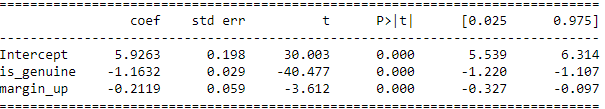 ==============================================================================
                 coef    std err          t      P>|t|      [0.025      0.975]
------------------------------------------------------------------------------
Intercept      5.9263      0.198     30.003      0.000       5.539       6.314
is_genuine    -1.1632      0.029    -40.477      0.000      -1.220      -1.107
margin_up     -0.2119      0.059     -3.612      0.000      -0.327      -0.097
==============================================================================